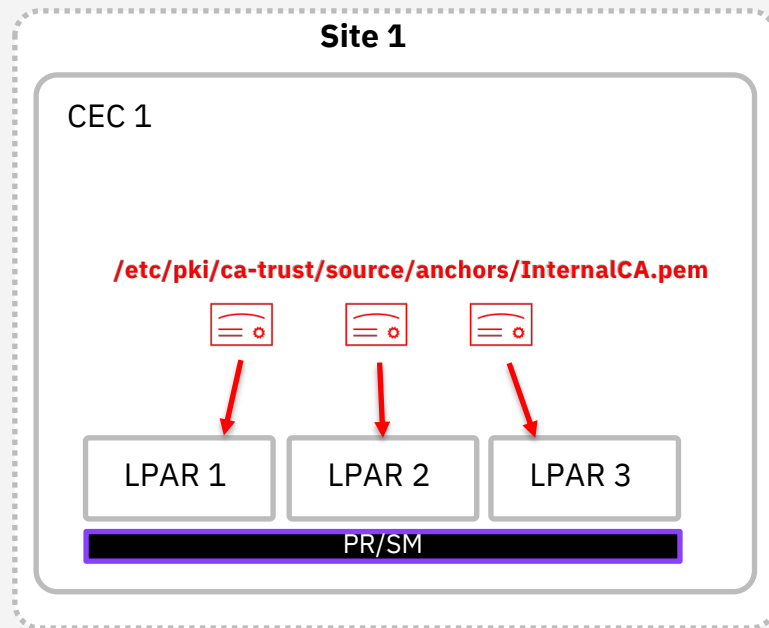 Site 1
CEC 1
/etc/pki/ca-trust/source/anchors/InternalCA.pem
LPAR 1
LPAR 2
LPAR 3
PR/SM